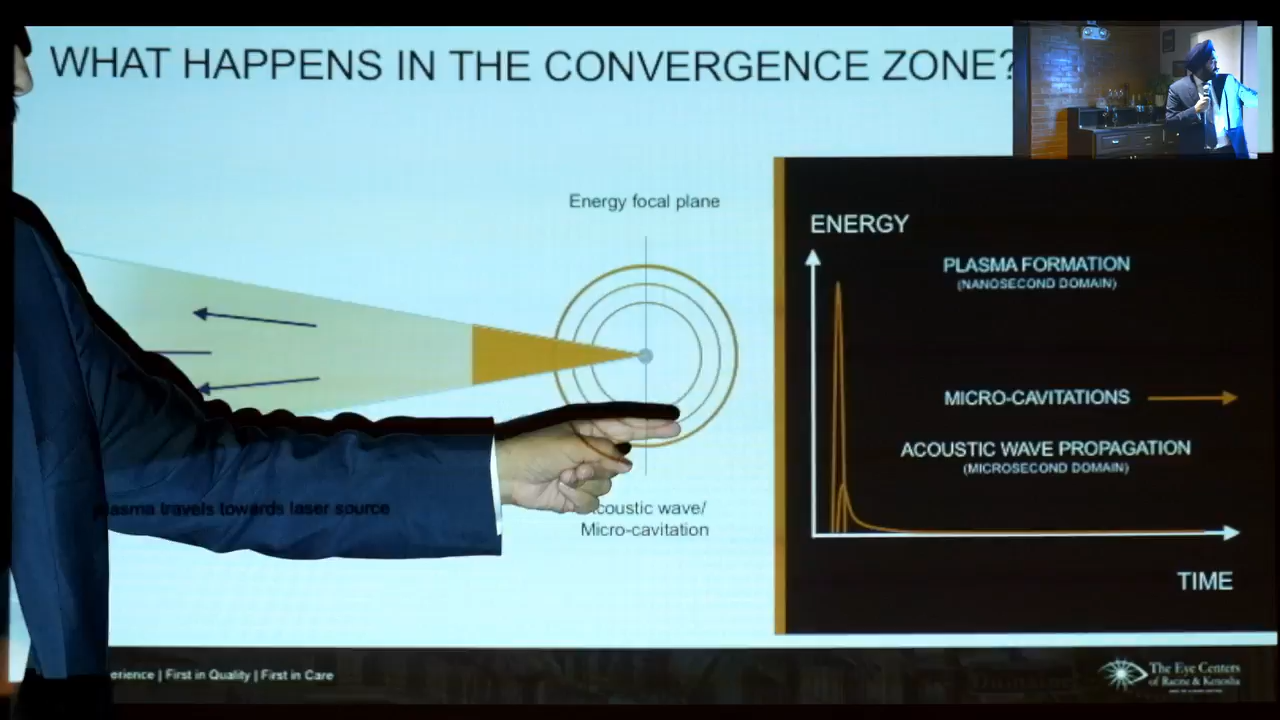 WHAT HAPPENS IN THE CONVERGENCE ZONE?
Energy focal plane
plasma travels towards laser source
coustic wave/
Micro-cavitation
ENERGY
PLASMA FORMATION
(NANOSECOND DOMAIN)
MICRO-CAVITATIONS
ACOUSTIC WAVE PROPAGATION
(MICROSECOND DOMAIN)
TIME
erience | First in Quality | First in Care
The Eye Centers
of Racine & Kenosha